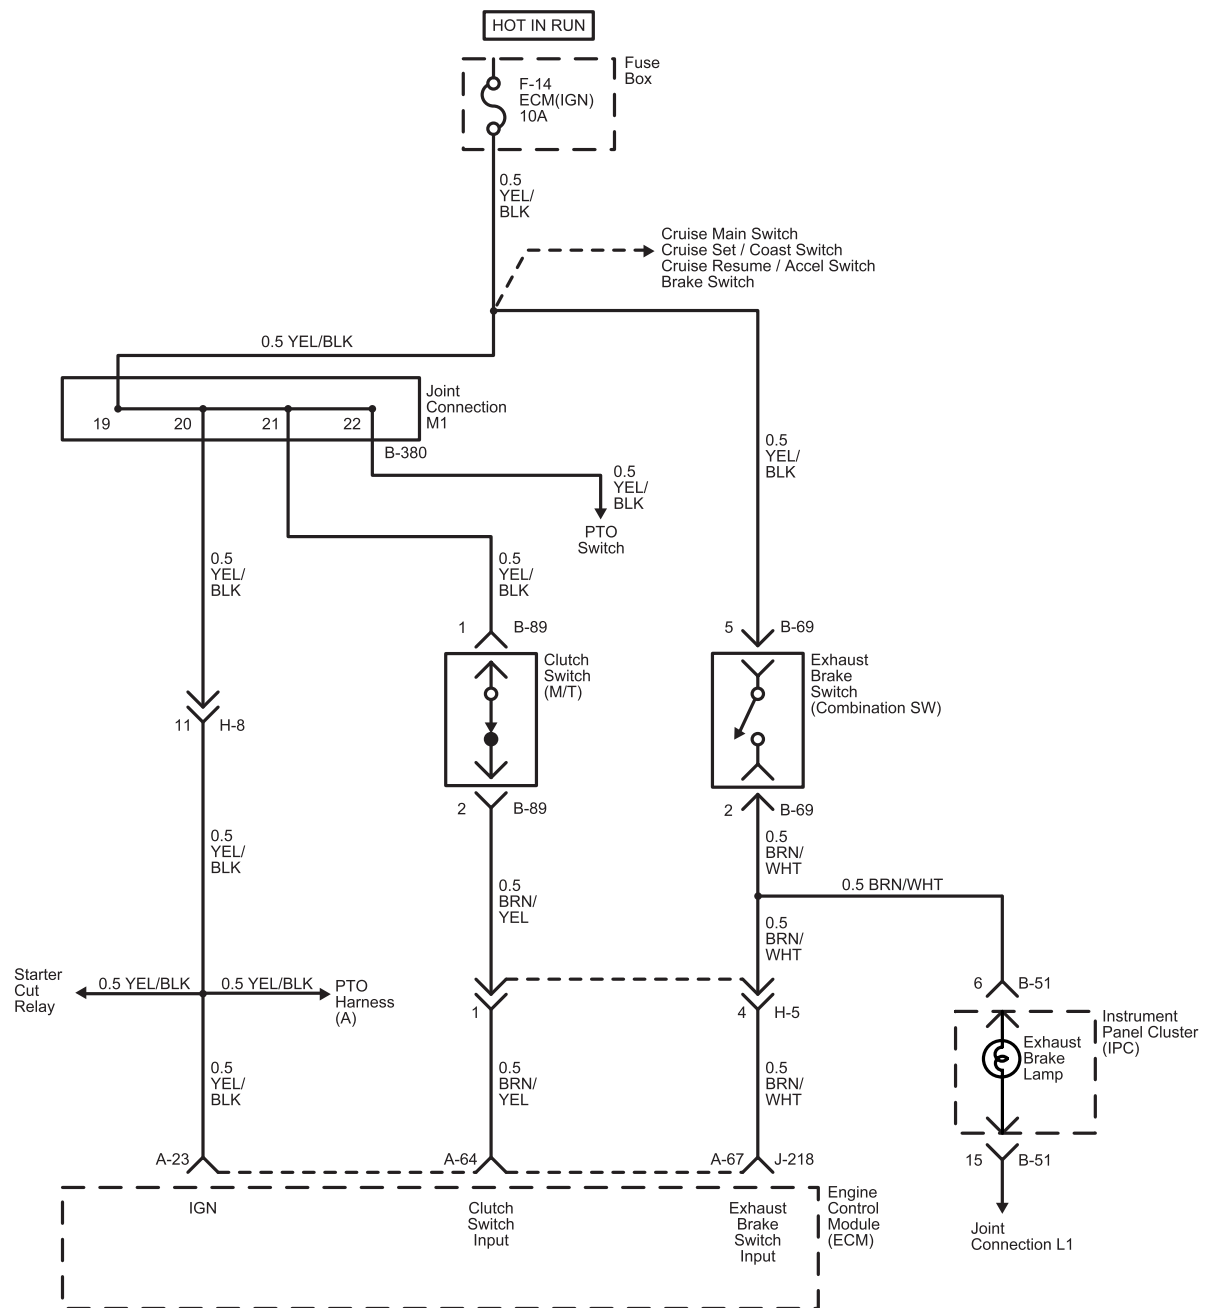 HOT IN RUN
Fuse
Box
F-14
ECM(IGN)
10A
0.5
YEL/
BLK
Cruise Main Switch
Cruise Set / Coast Switch
Cruise Resume / Accel Switch
Brake Switch
0.5 YEL/BLK
Joint
Connection
M1
19
20
21
22
B-380
0.5
YEL/
BLK
0.5
YEL/
BLK
PTO
Switch
0.5
YEL/
BLK
0.5
YEL/
BLK
1
B-89
5
B-69
Clutch
Switch
(M/T)
Exhaust
Brake
Switch
(Combination SW)
11
H-8
2
B-89
2
B-69
0.5
YEL/
BLK
0.5
BRN/
WHT
0.5 BRN/WHT
0.5
BRN/
YEL
0.5
BRN/
WHT
Starter
Cut
Relay
0.5 YEL/BLK
0.5 YEL/BLK
PTO
Harness
(A)
1
4
H-5
6
B-51
Instrument
Panel Cluster
(IPC)
Exhaust
Brake
Lamp
0.5
YEL/
BLK
0.5
BRN/
YEL
0.5
BRN/
WHT
A-23
A-64
A-67
J-218
15
B-51
IGN
Clutch
Switch
Input
Exhaust
Brake
Switch
Input
Engine
Control
Module
(ECM)
Joint
Connection L1